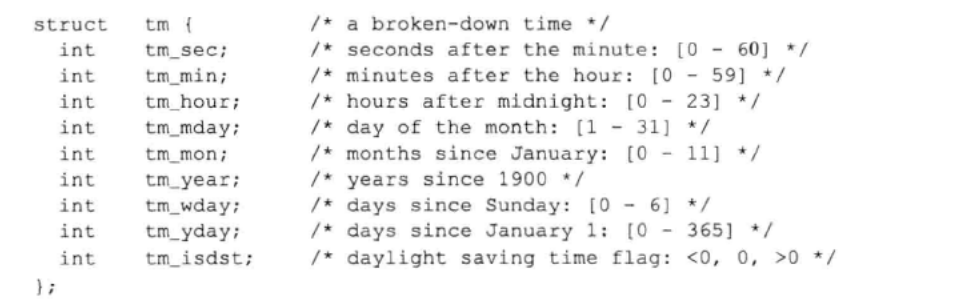 struct   tm {           /* a broken-down time */
  int    tm_sec;        /* seconds after the minute: [0 - 60] */
  int    tm_min;        /* minutes after the hour: [0 - 59] */
  int    tm_hour;       /* hours after midnight: [0 - 23] */
  int    tm_mday;       /* day of the month: [1 - 31] */
  int    tm_mon;        /* months since January: [0 - 11] */
  int    tm_year;       /* years since 1900 */
  int    tm_wday;       /* days since Sunday: [0 - 6] */
  int    tm_yday;       /* days since January 1: [0 - 365] */
  int    tm_isdst;      /* daylight saving time flag: <0, 0, >0 */
};